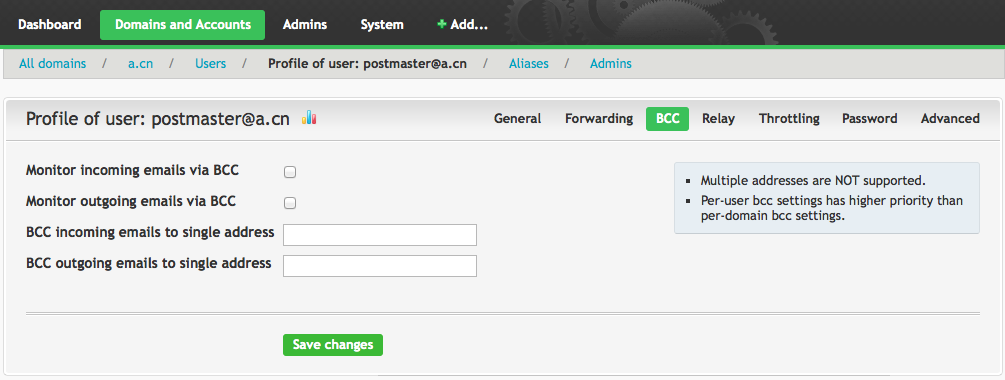 Dashboard Domains and Accounts Admins System + Add...
All domains / a.cn / Users / Profile of user: postmaster@a.cn / Aliases / Admins
Profile of user: postmaster@a.cn General Forwarding BCC Relay Throttling Password Advanced
Monitor incoming emails via BCC
Monitor outgoing emails via BCC
BCC incoming emails to single address
BCC outgoing emails to single address
Multiple addresses are NOT supported.
Per-user bcc settings has higher priority than
per-domain bcc settings.
Save changes